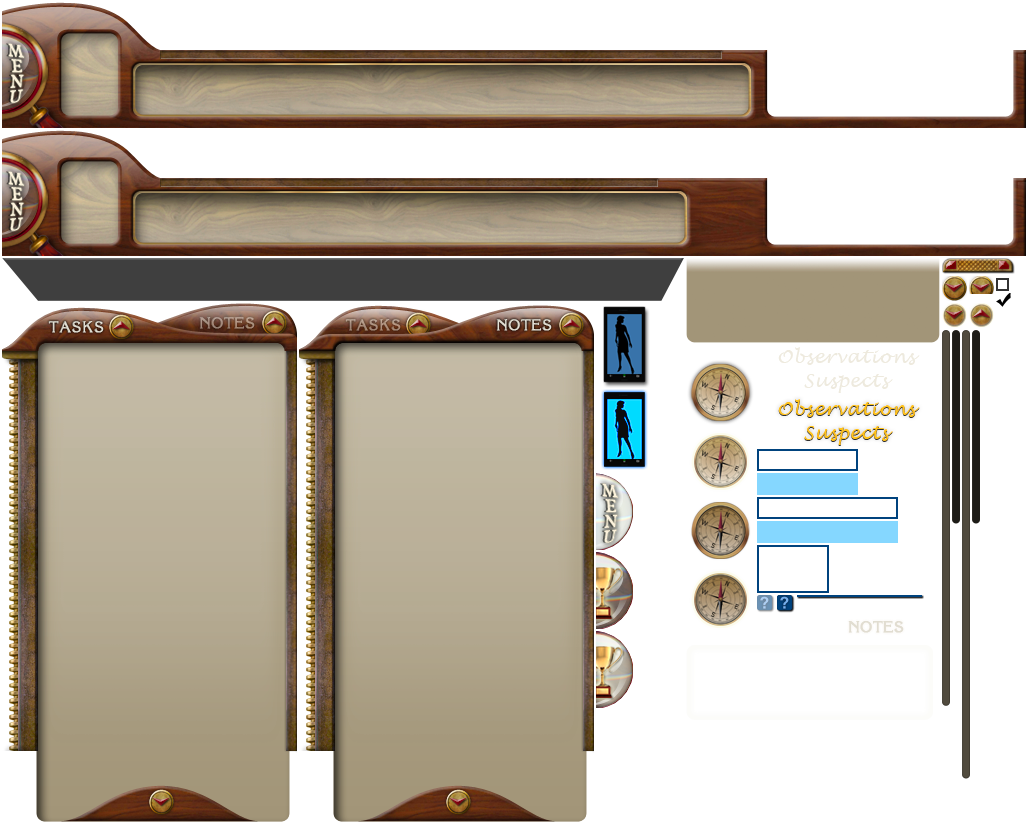 MENU
MENU
TASKS
NOTES
TASKS
NOTES
Observations
Suspects
Observations
Suspects
MENU
N
E
S
W
N
E
S
W
N
E
S
W
N
E
S
W
?
?
NOTES